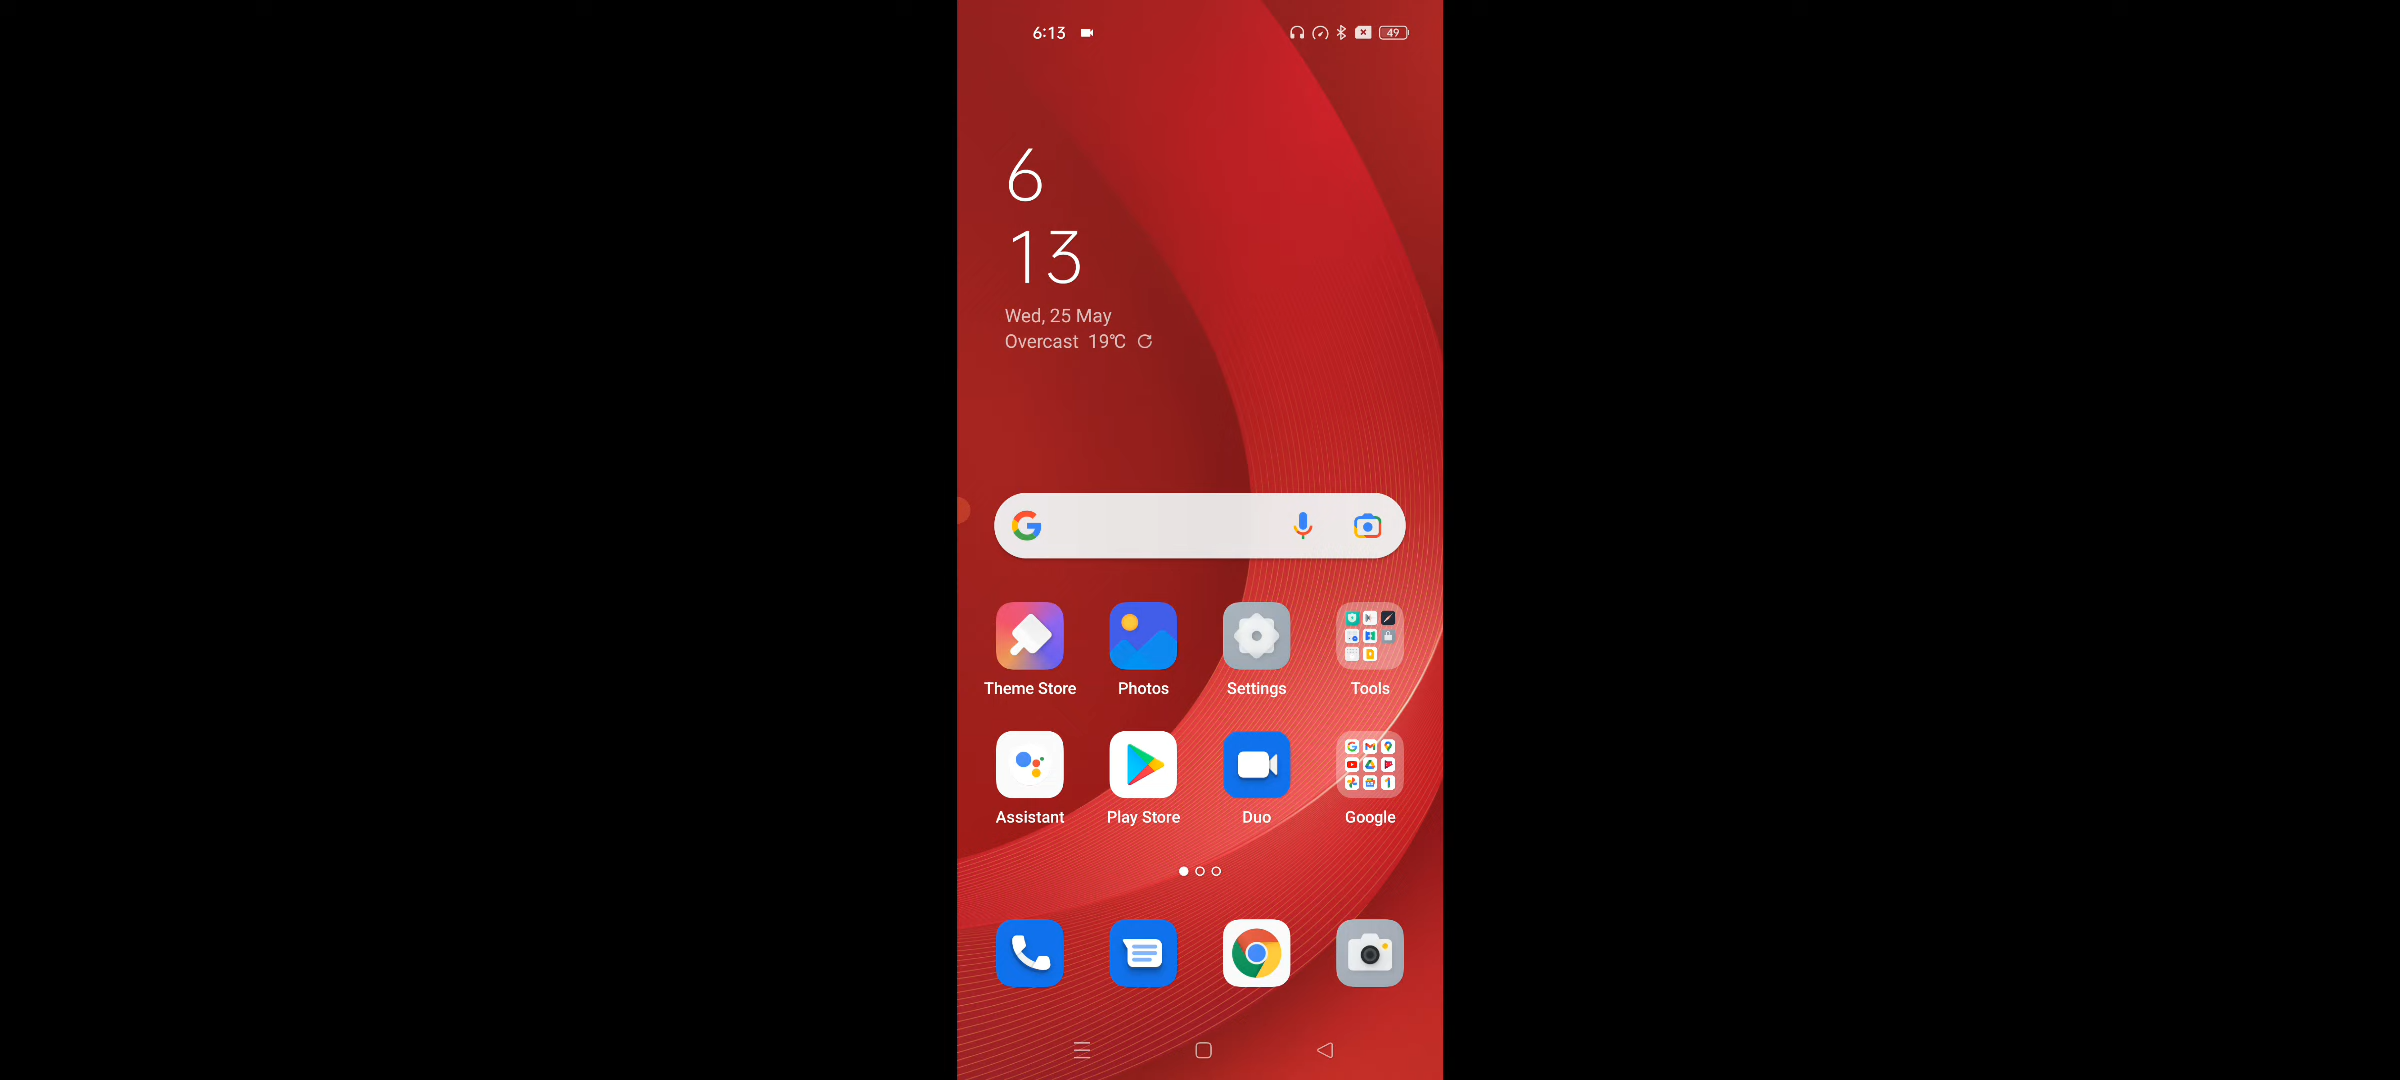 6:13
49
6
13
Wed, 25 May
Overcast 19°C
Theme Store
Photos
Settings
Tools
Assistant
Play Store
Duo
Google